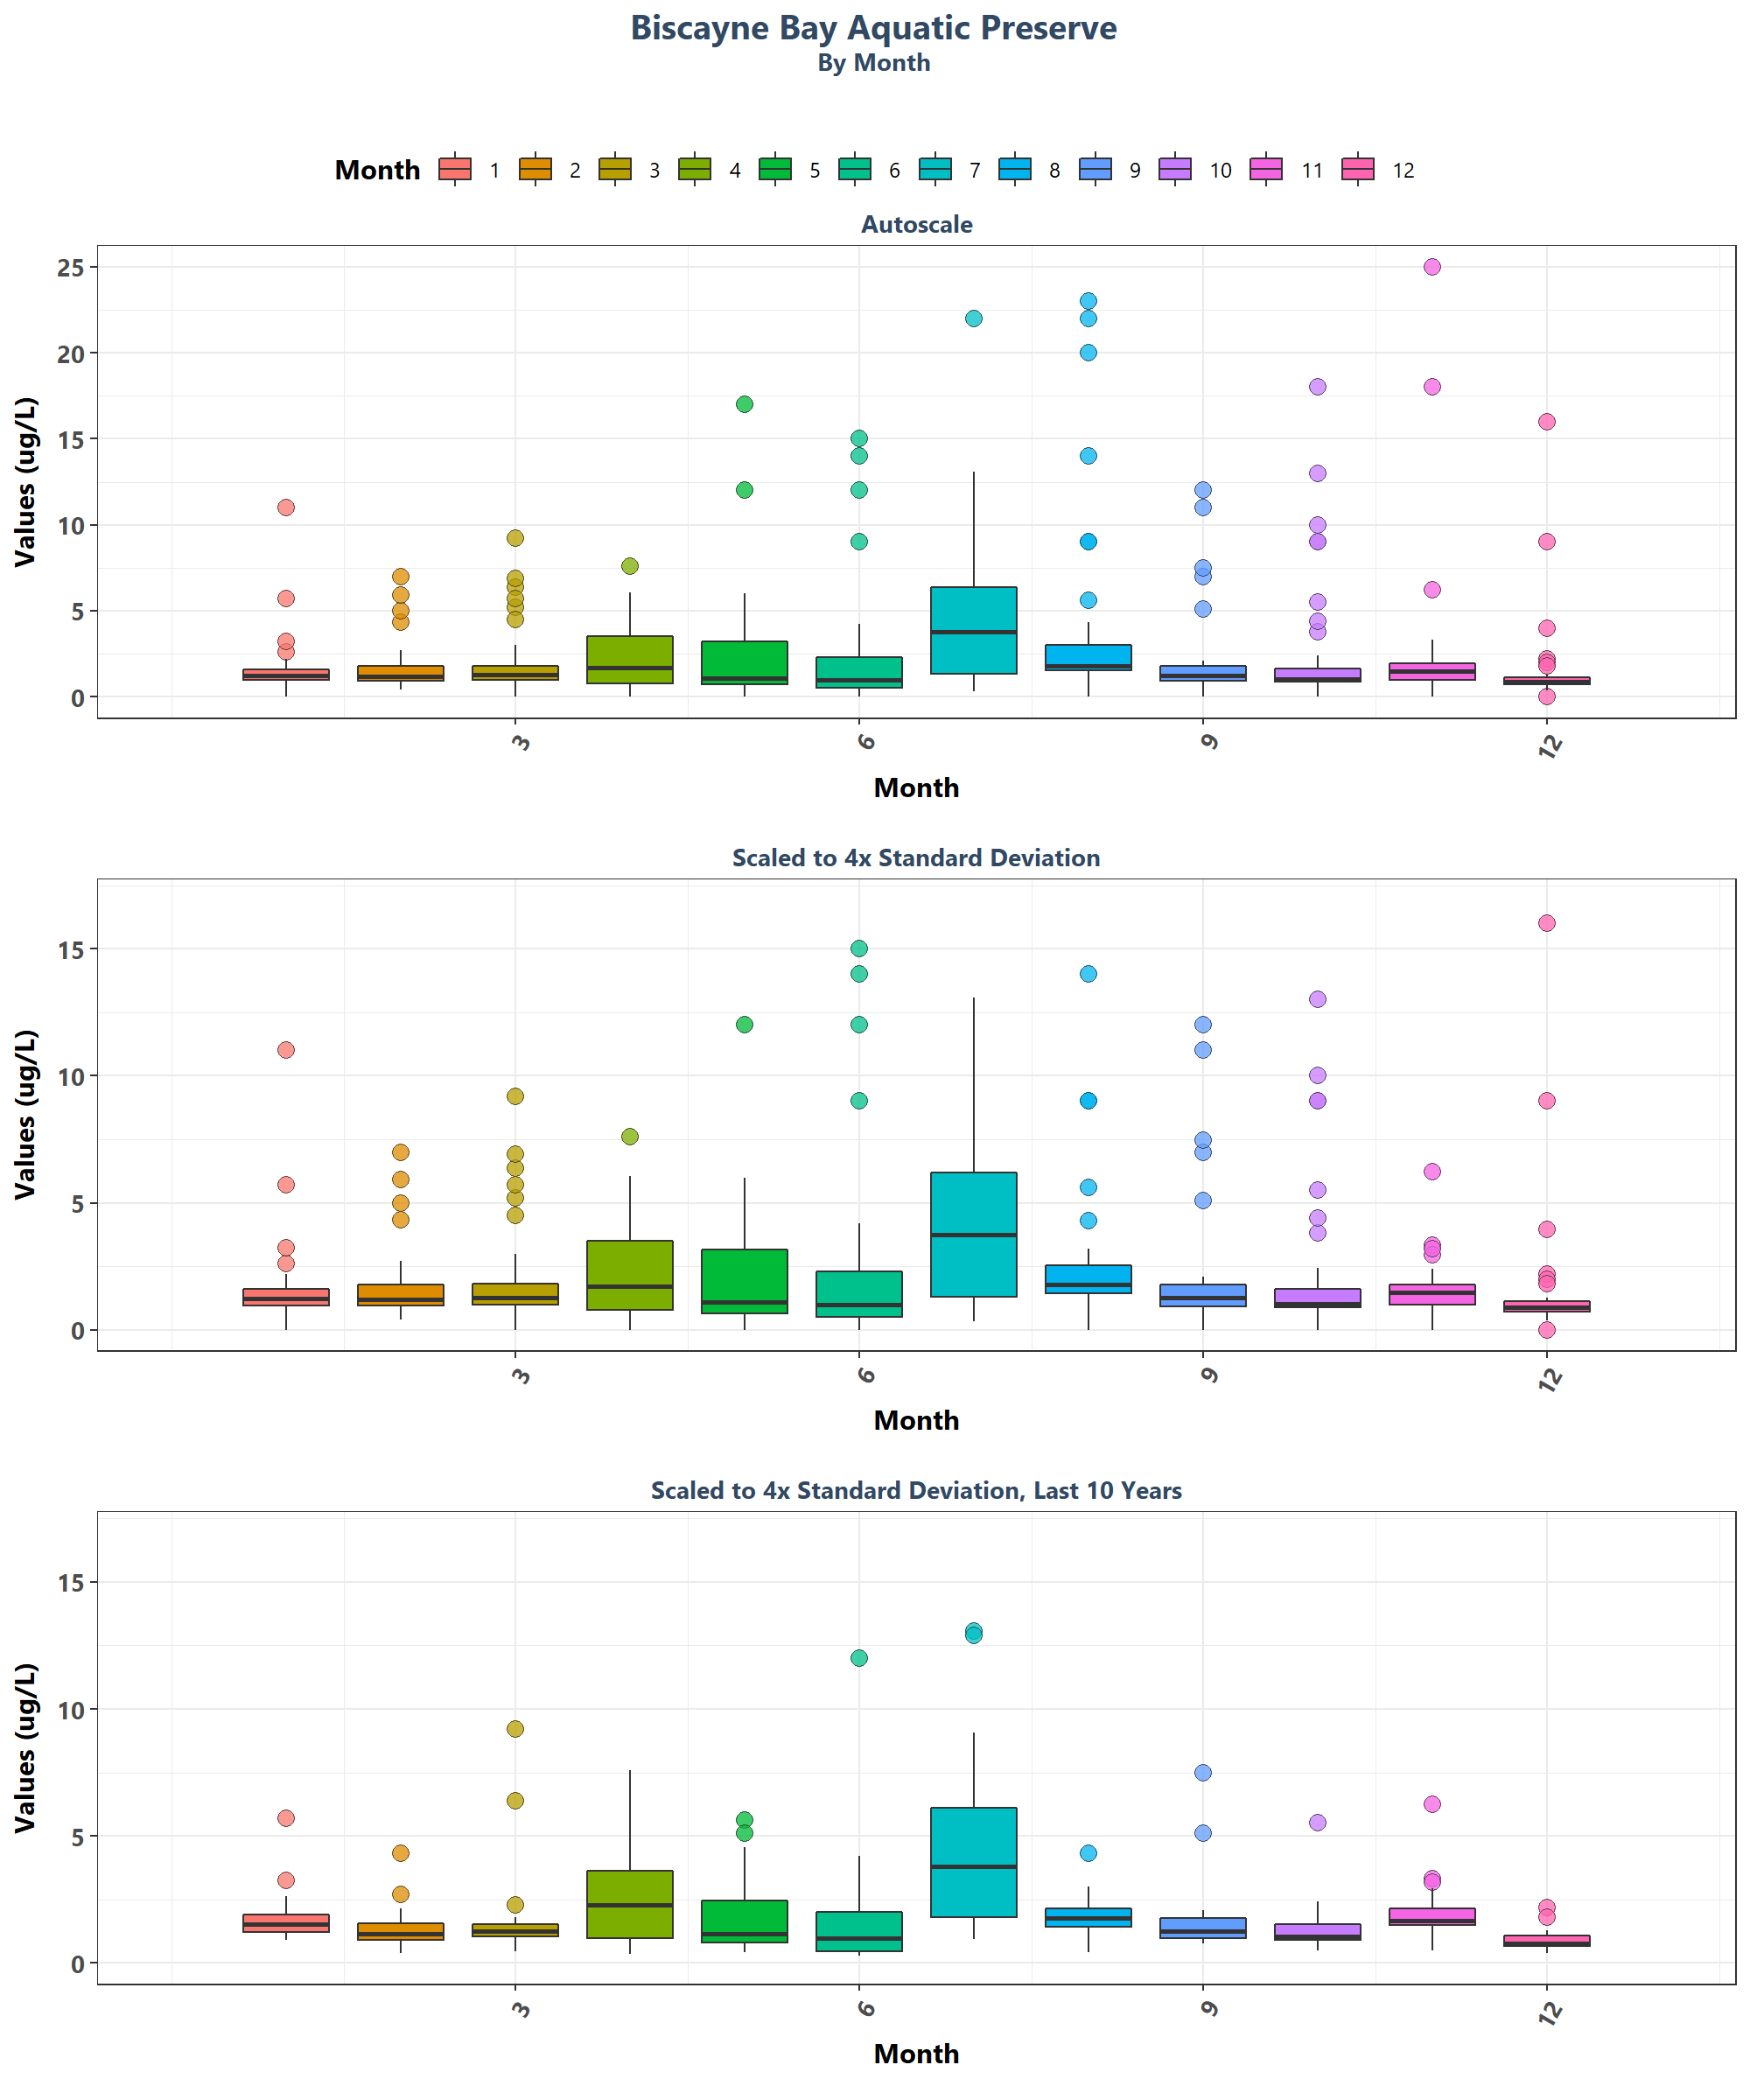 Biscayne Bay Aquatic Preserve
By Month
Month 1 2 3 4 5 6 7 8 9 10 11 12
Autoscale
Values (ug/L)
25
20
15
10
5
0
3 6 9 12
Month
Scaled to 4x Standard Deviation
Values (ug/L)
15
10
5
0
3 6 9 12
Month
Scaled to 4x Standard Deviation, Last 10 Years
Values (ug/L)
15
10
5
0
3 6 9 12
Month